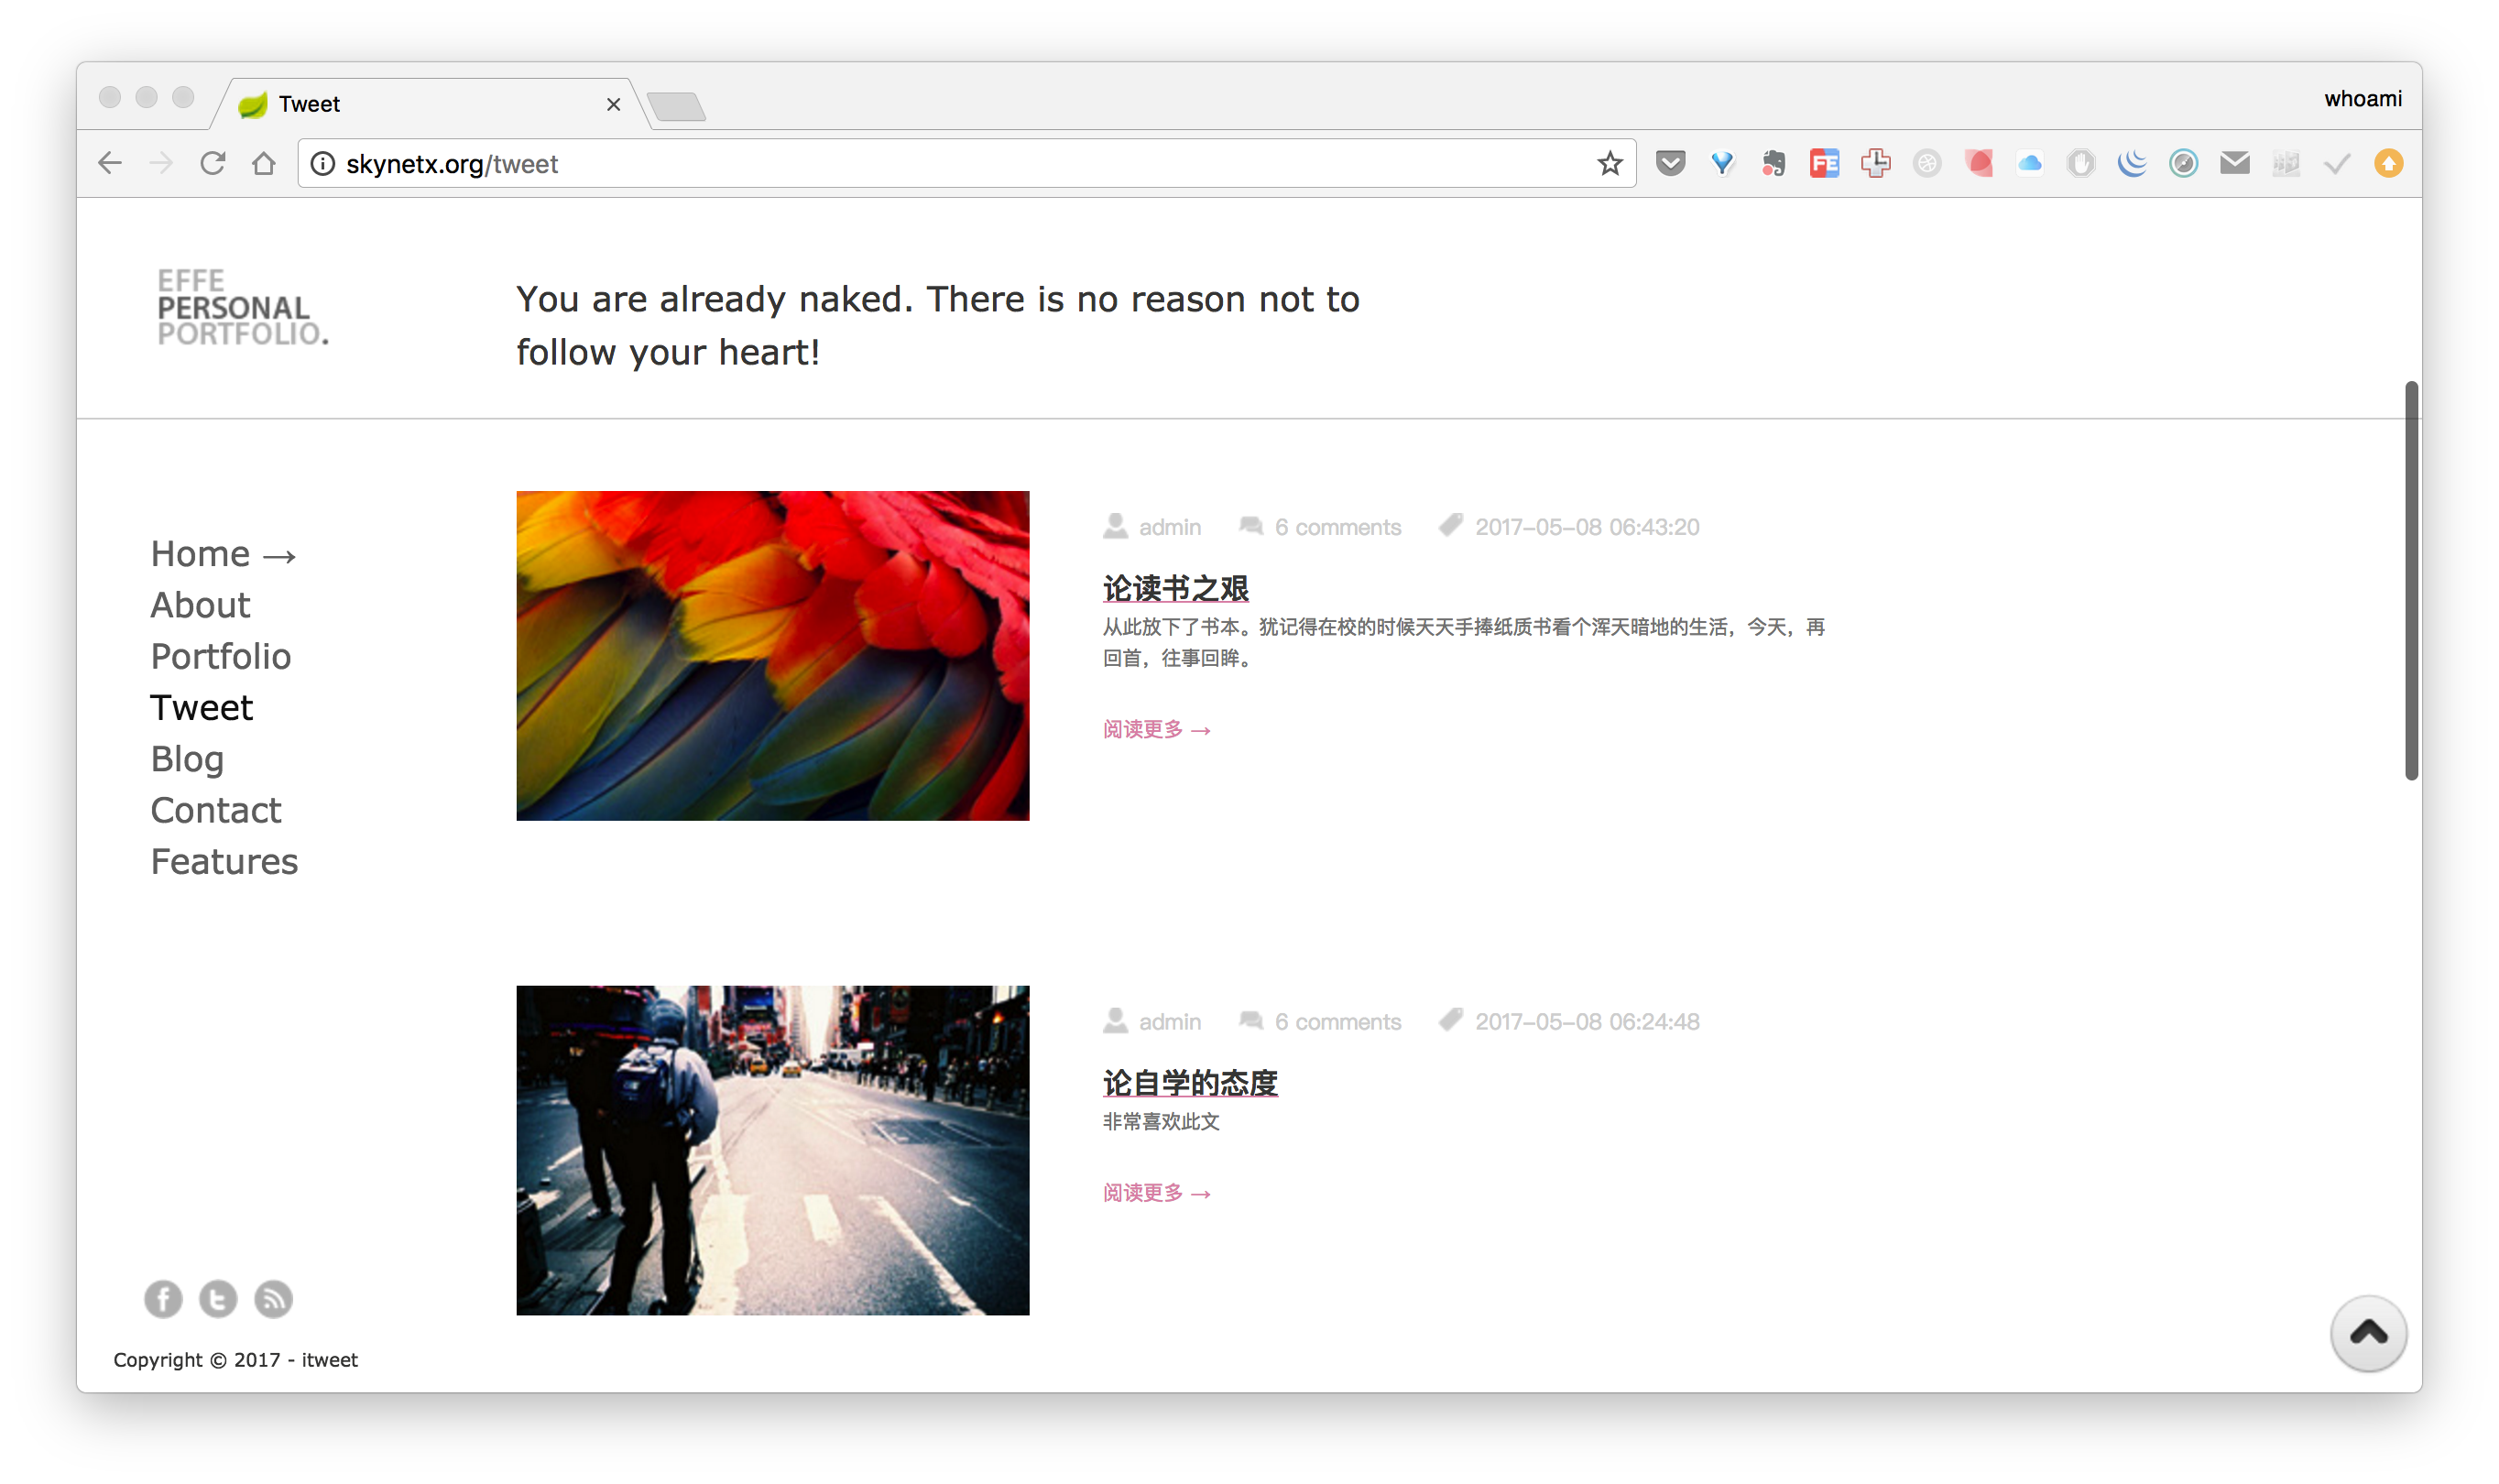 Tweet
whoami
skynetx.org/tweet
FE
EFFE
PERSONAL
PORTFOLIO.
You are already naked. There is no reason not to
follow your heart!
Home →
About
Portfolio
Tweet
Blog
Contact
Features
admin 6 comments 2017-05-08 06:43:20
论读书之艰
从此放下了书本。犹记得在校的时候天天手捧纸质书看个浑天暗地的生活，今天，再
回首，往事回眸。
阅读更多 →
admin 6 comments 2017-05-08 06:24:48
论自学的态度
非常喜欢此文
阅读更多 →
Copyright © 2017 - itweet